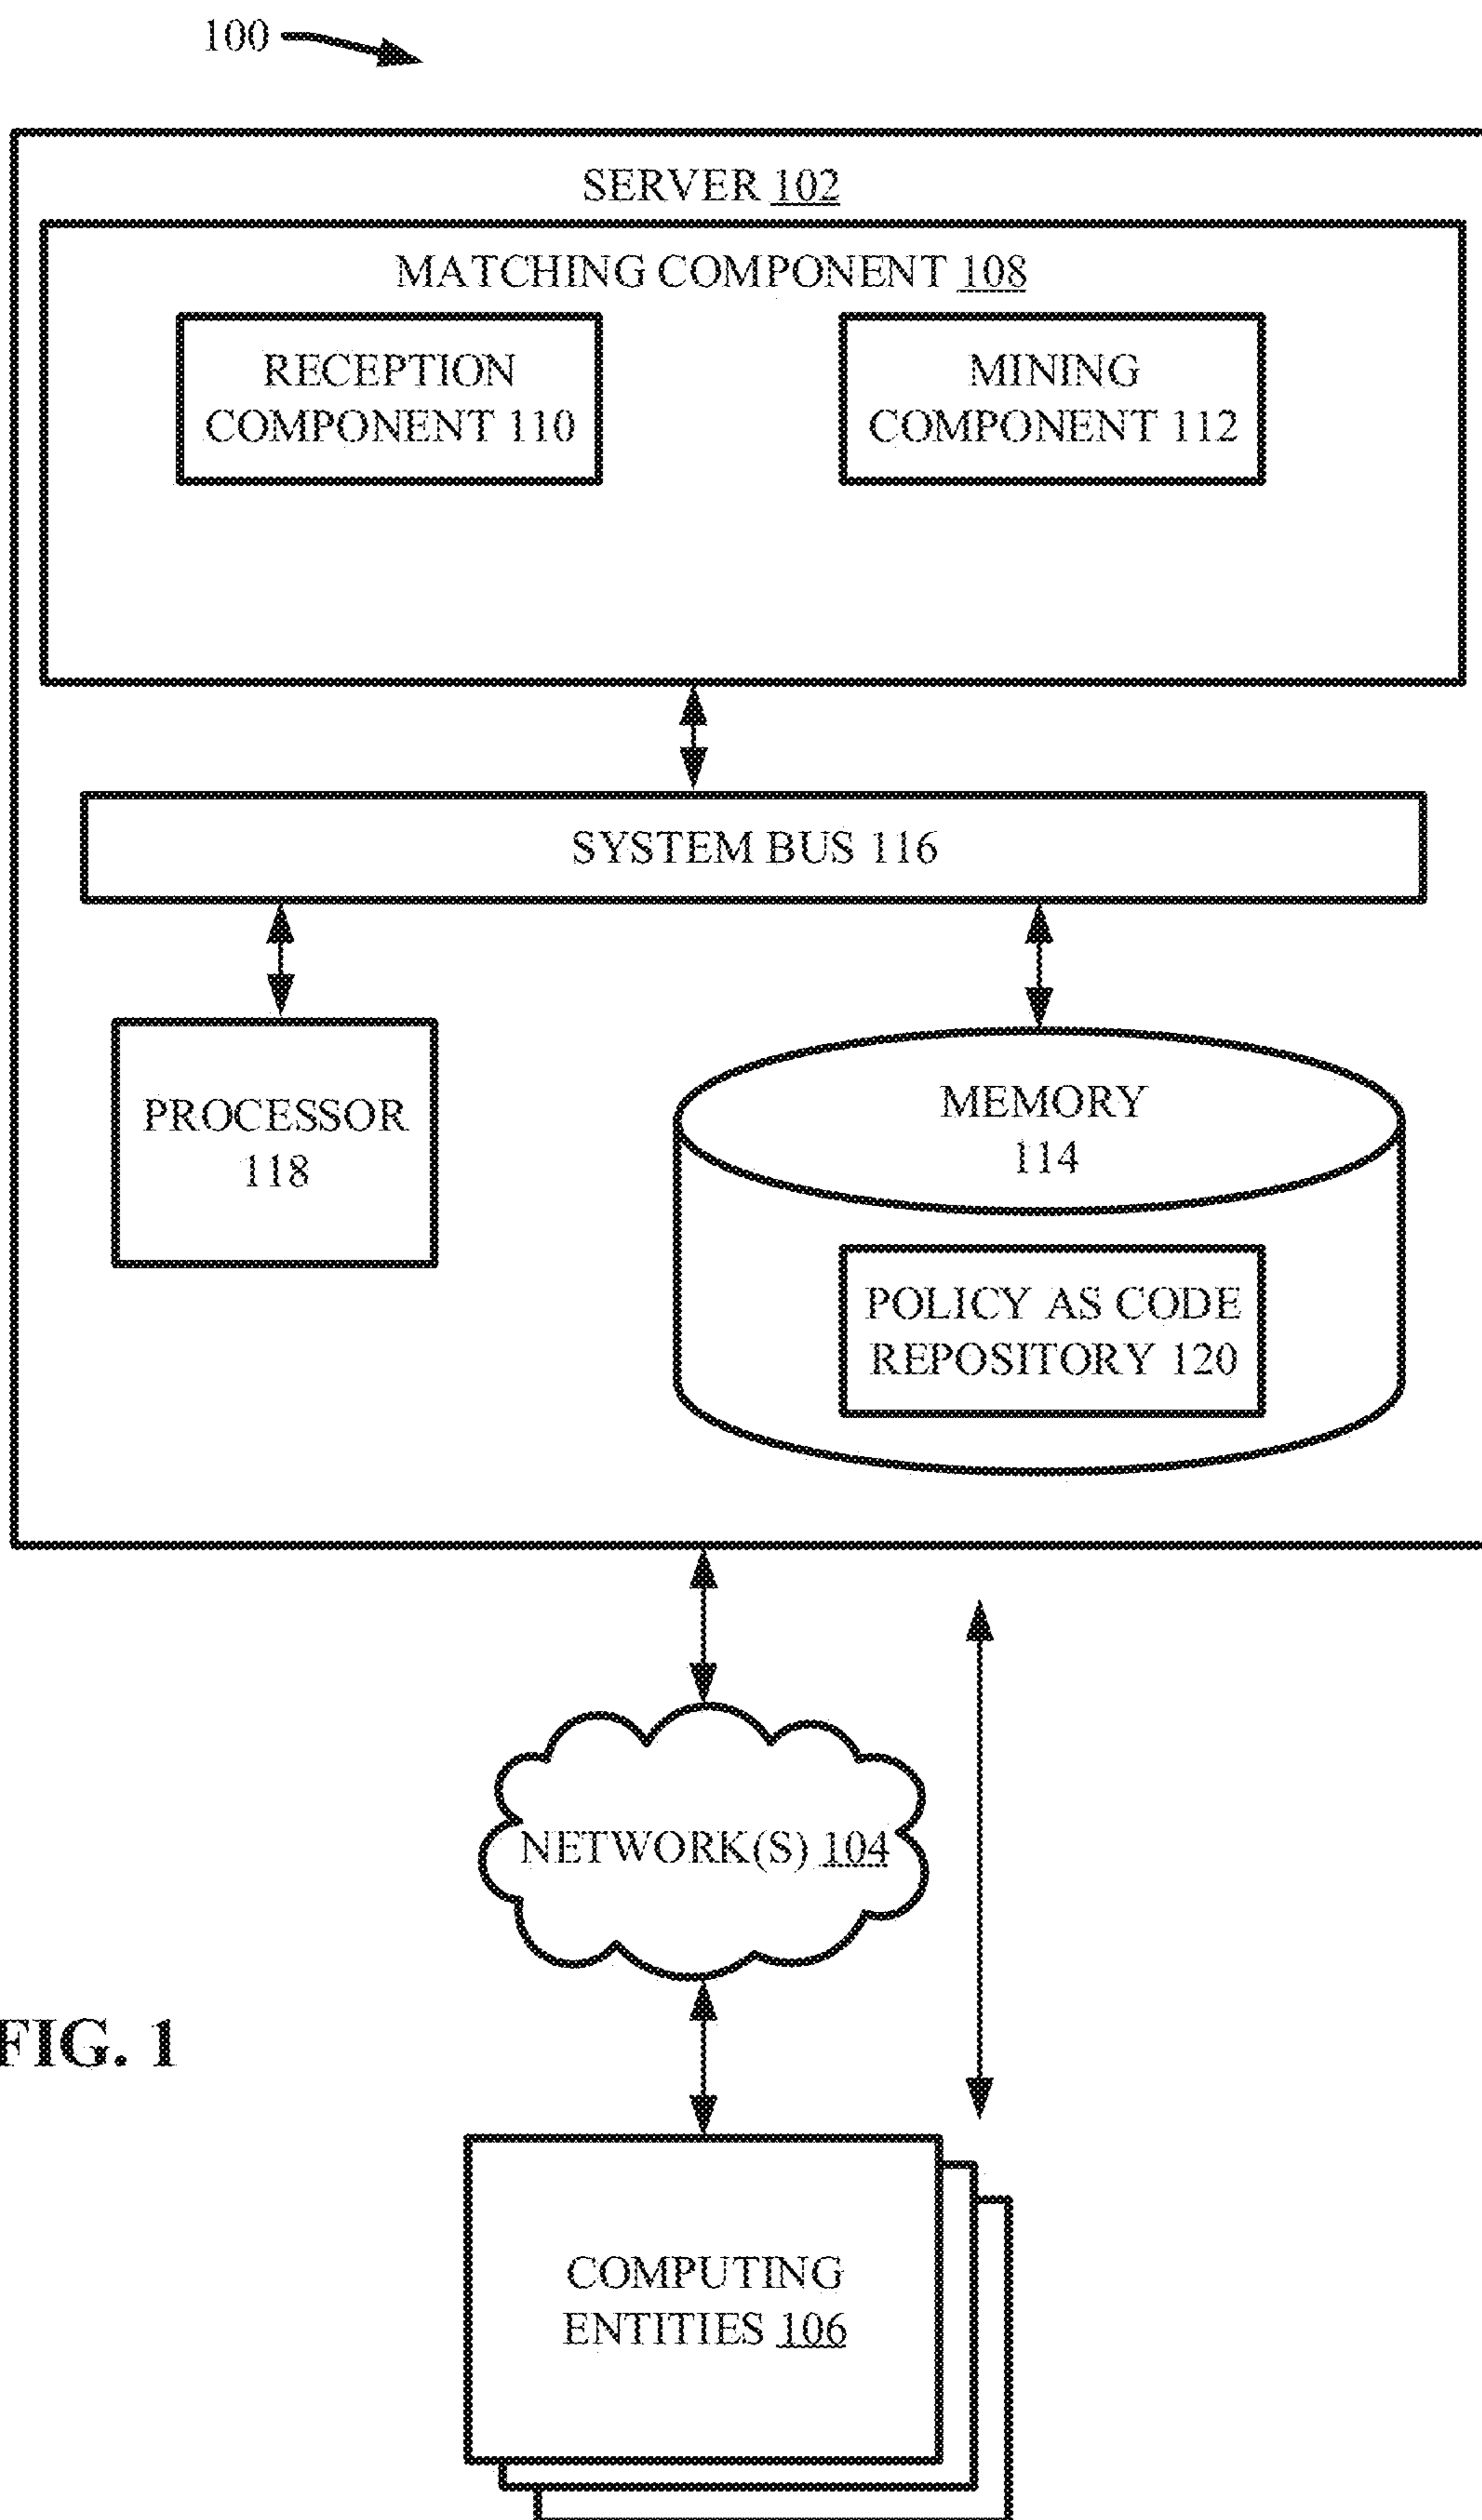 100
SERVER 102
MATCHING COMPONENT 108
RECEPTION
COMPONENT 110
MINING
COMPONENT 112
SYSTEM BUS 116
PROCESSOR
118
MEMORY
114
POLICY AS CODE
REPOSITORY 120
NETWORK(S) 104
FIG. 1
COMPUTING
ENTITIES 106